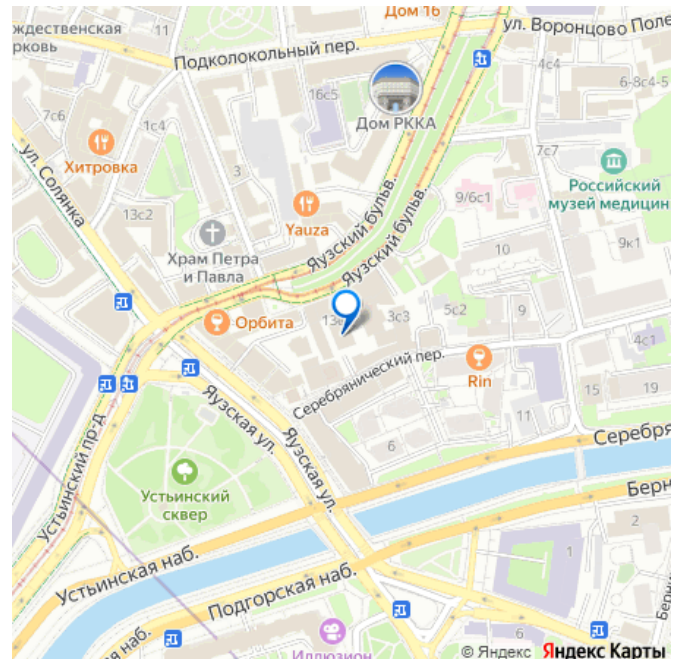 Дом 16
ул. Воронцово Поле
ждественская
рковь
11
Подколокольный пер.
4с4
6-8с4-5
16с5
Дом РККА
7с6
1с4
Хитровка
ул. Солянка
3
7с7
Российский
музей медицин
13с2
Yauza
9/6с1
Храм Петра
и Павла
Яузский бульв.
Яузский бульв.
10
9к1
Орбита
3с3
5с2
9
4с1
Серебрянический пер.
Rin
15
19
11
6
Яузская ул.
Яузская ул.
Серебря
Устьинский пр-д
Устьинский
сквер
Берни
2
1
Устьинская наб.
Подгорская наб.
6
Иллюзион
наб.
© Яндекс Яндекс Карты